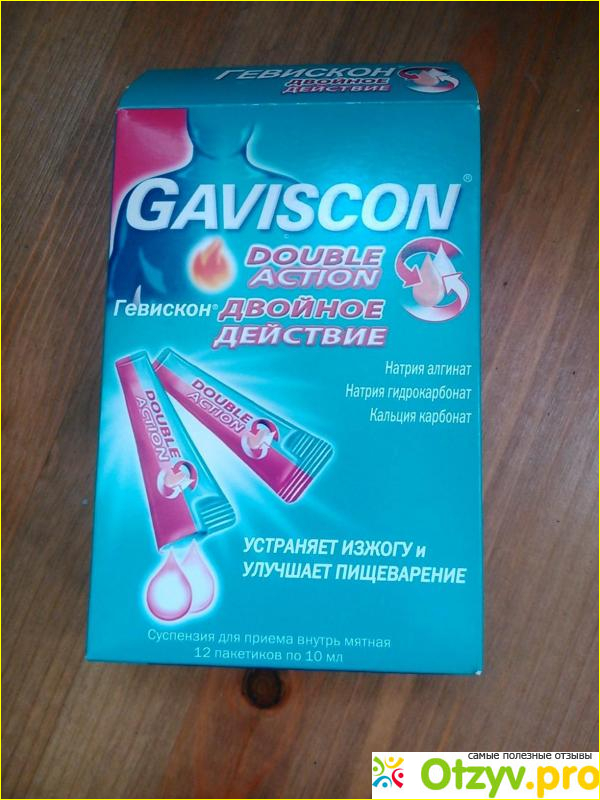 ГЕВИСКОН®
ДВОЙНОЕ
ДЕЙСТВИЕ
GAVISCON®
DOUBLE
ACTION
Гевискон® ДВОЙНОЕ
ДЕЙСТВИЕ
Натрия алгинат
Натрия гидрокарбонат
Кальция карбонат
DOUBLE
ACTION
DOUBLE
ACTION
УСТРАНЯЕТ ИЗЖОГУ и
УЛУЧШАЕТ ПИЩЕВАРЕНИЕ
Суспензия для приема внутрь мятная
12 пакетиков по 10 мл
самые полезные отзывы
Otzyv.pro